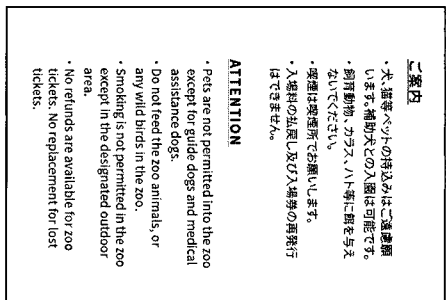 ご案内
・犬、猫等ペットの持込みはご遠慮願
います。補助犬との入園は可能です。
・飼育動物、カラス、ハト等に餌を与え
ないでください。
・喫煙は喫煙所でお願いします。
・入場料の払戻し及び入場券の再発行
はできません。
ATTENTION
・Pets are not permitted into the zoo
except for guide dogs and medical
assistance dogs.
・Do not feed the zoo animals, or
any wild birds in the zoo.
・Smoking is not permitted in the zoo
except in the designated outdoor
area.
・No refunds are available for zoo
tickets. No replacement for lost
tickets.